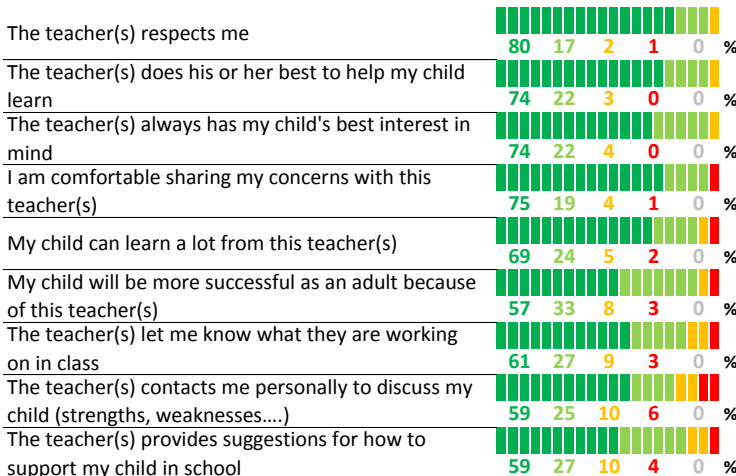 The teacher(s) respects me
80 17 2 1 0 %
The teacher(s) does his or her best to help my child
learn
74 22 3 0 0 %
The teacher(s) always has my child's best interest in
mind
74 22 4 0 0 %
I am comfortable sharing my concerns with this
teacher(s)
75 19 4 1 0 %
My child can learn a lot from this teacher(s)
69 24 5 2 0 %
My child will be more successful as an adult because
of this teacher(s)
57 33 8 3 0 %
The teacher(s) let me know what they are working
on in class
61 27 9 3 0 %
The teacher(s) contacts me personally to discuss my
child (strengths, weaknesses....)
59 25 10 6 0 %
The teacher(s) provides suggestions for how to
support my child in school
59 27 10 4 0 %